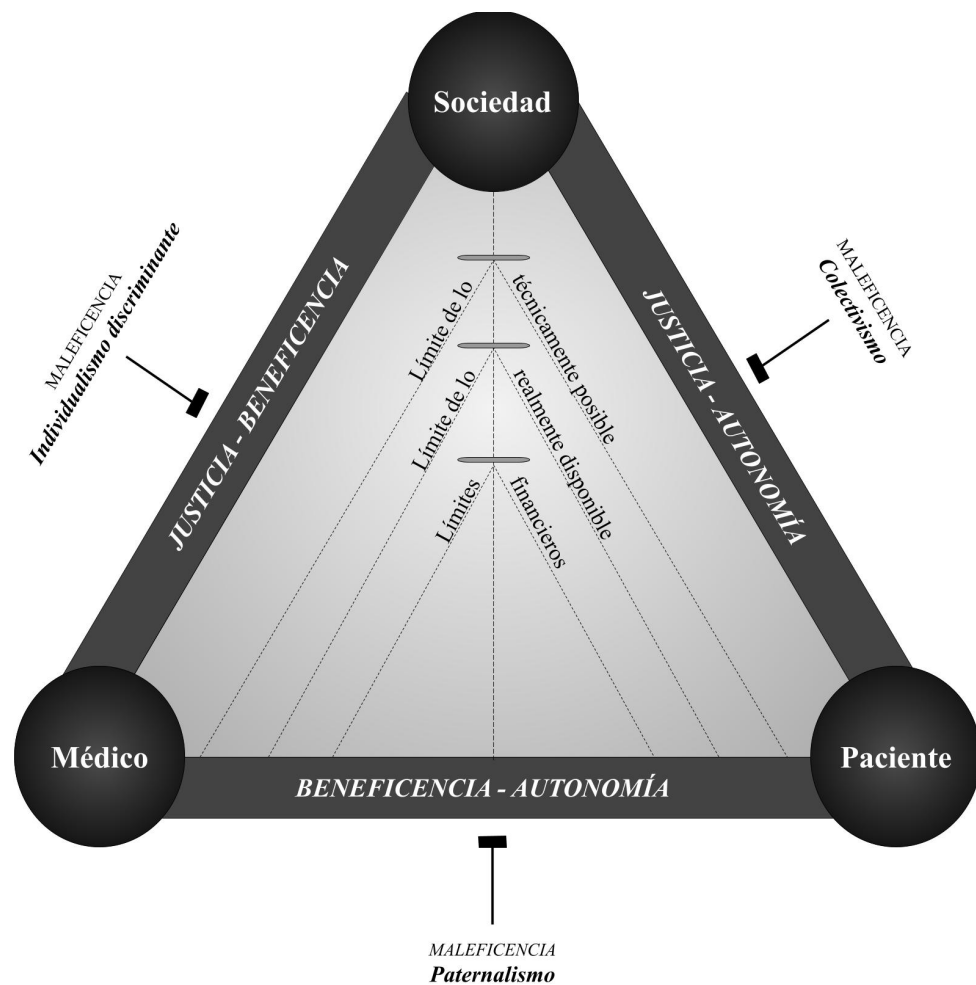 Sociedad
MALEFICENCIA
Individualismo discriminante
JUSTICIA - BENEFICENCIA
MALEFICENCIA
Colectivismo
JUSTICIA - AUTONOMÍA
Límite de lo técnicamente posible
Límite de lo realmente disponible
Límites financieros
Médico
Paciente
BENEFICENCIA - AUTONOMÍA
MALEFICENCIA
Paternalismo